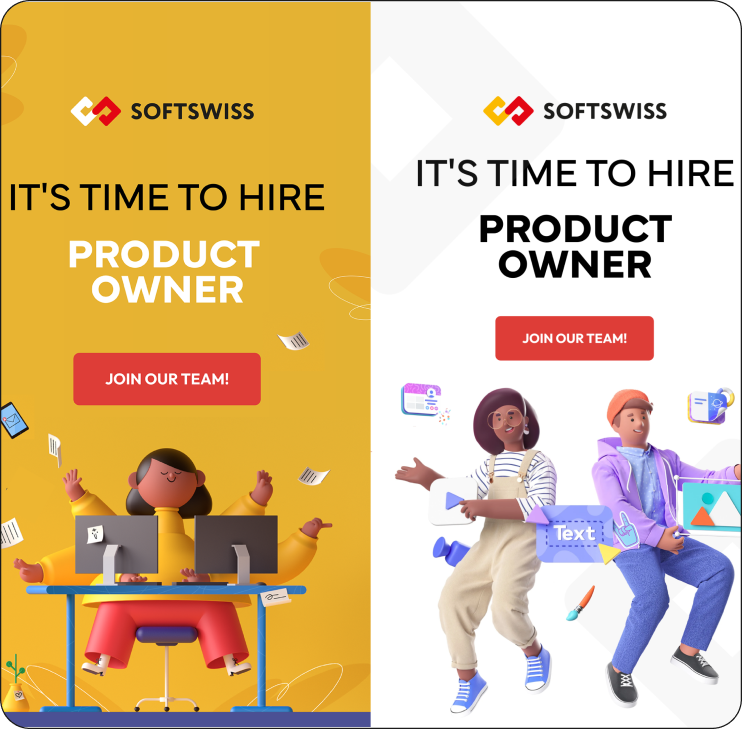 SOFTSWISS
IT'S TIME TO HIRE
PRODUCT
OWNER
JOIN OUR TEAM!
SOFTSWISS
IT'S TIME TO HIRE
PRODUCT
OWNER
JOIN OUR TEAM!
Text